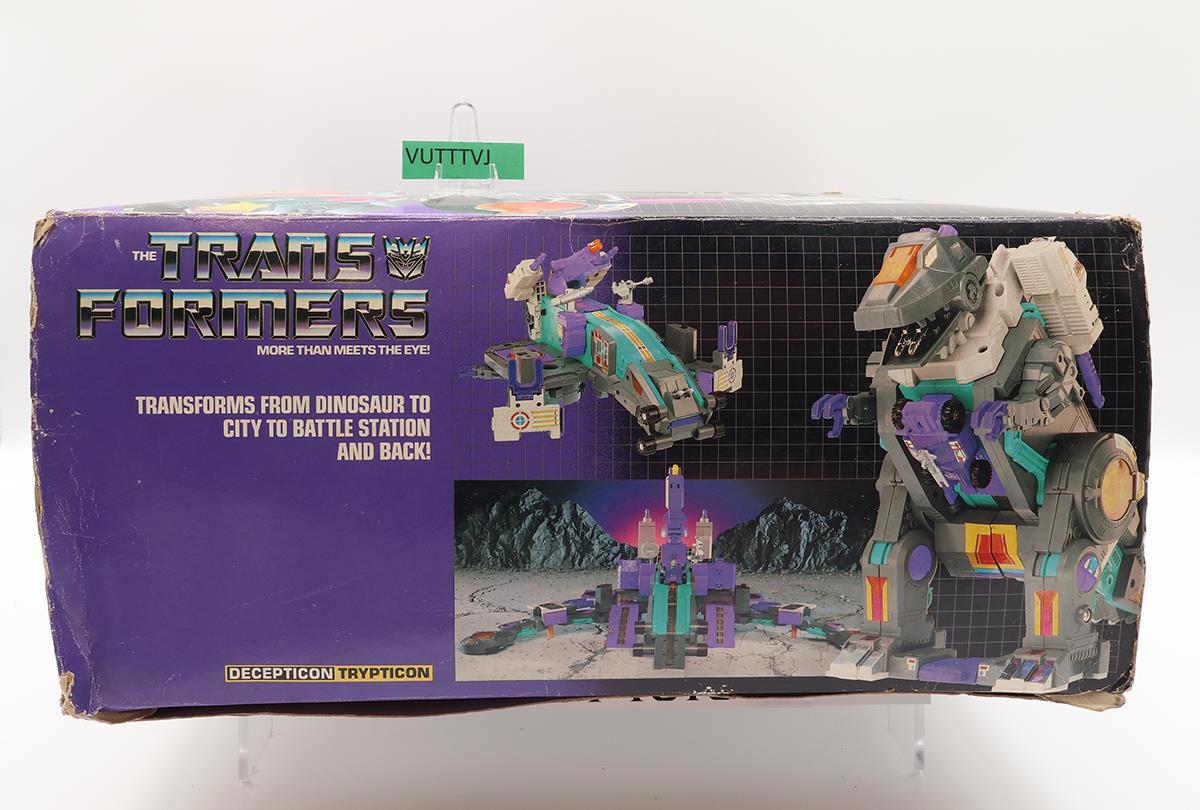 VUTTTVJ
THE TRANS
FORMERS
MORE THAN MEETS THE EYE!
TRANSFORMS FROM DINOSAUR TO
CITY TO BATTLE STATION
AND BACK!
DECEPTICON TRYPTICON